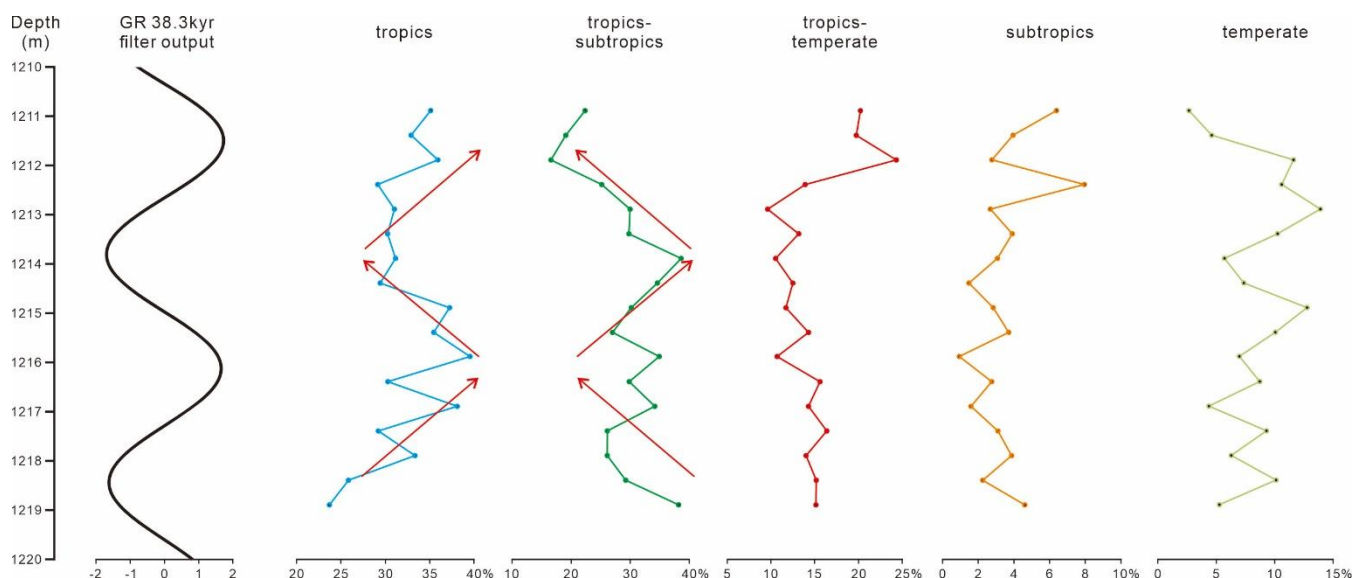 Depth
(m)
GR 38.3kyr
filter output
tropics
tropics-
subtropics
tropics-
temperate
subtropics
temperate
1210
1211
1212
1213
1214
1215
1216
1217
1218
1219
1220
-2 -1 0 1 2
20 25 30 35 40%
10 20 30 40%
5 10 15 20 25%
0 2 4 6 8 10%
0 5 10 15%